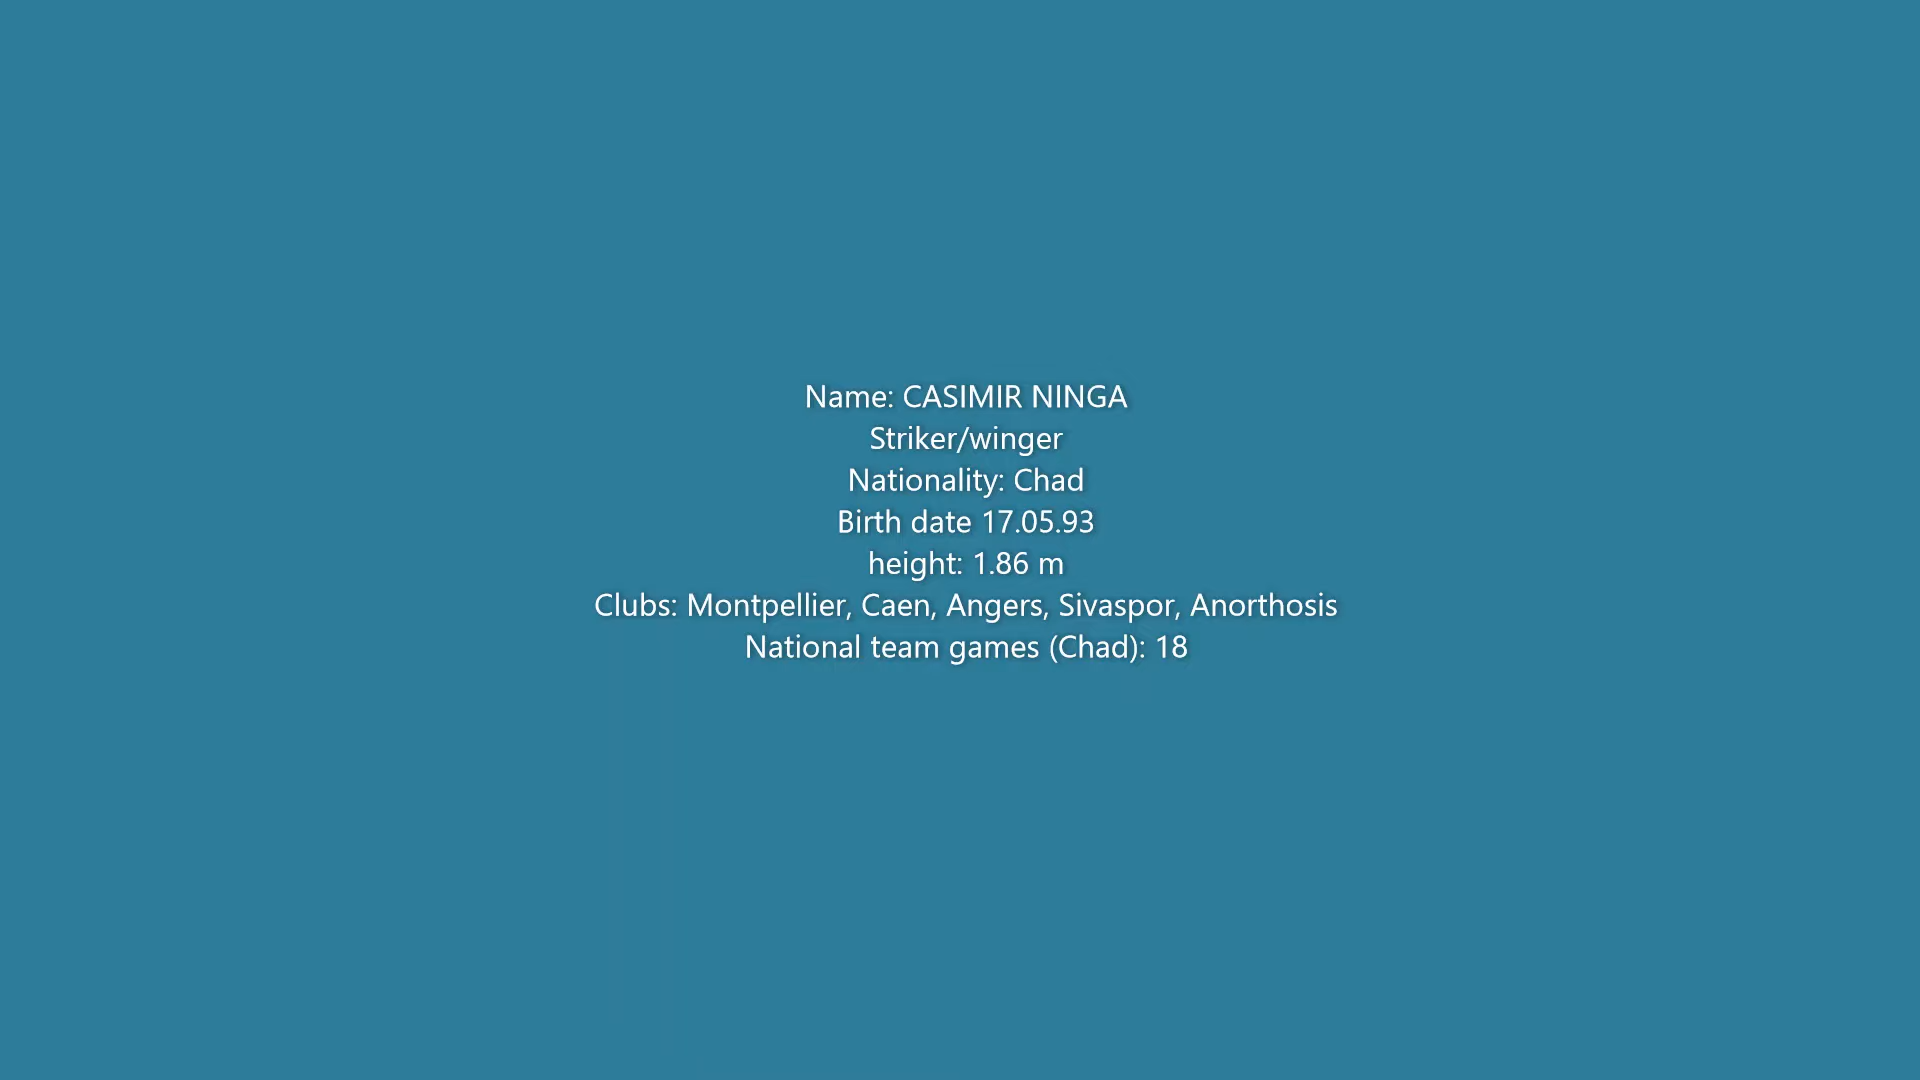 Name: CASIMIR NINGA
Striker/winger
Nationality: Chad
Birth date 17.05.93
height: 1.86 m
Clubs: Montpellier, Caen, Angers, Sivaspor, Anorthosis
National team games (Chad): 18